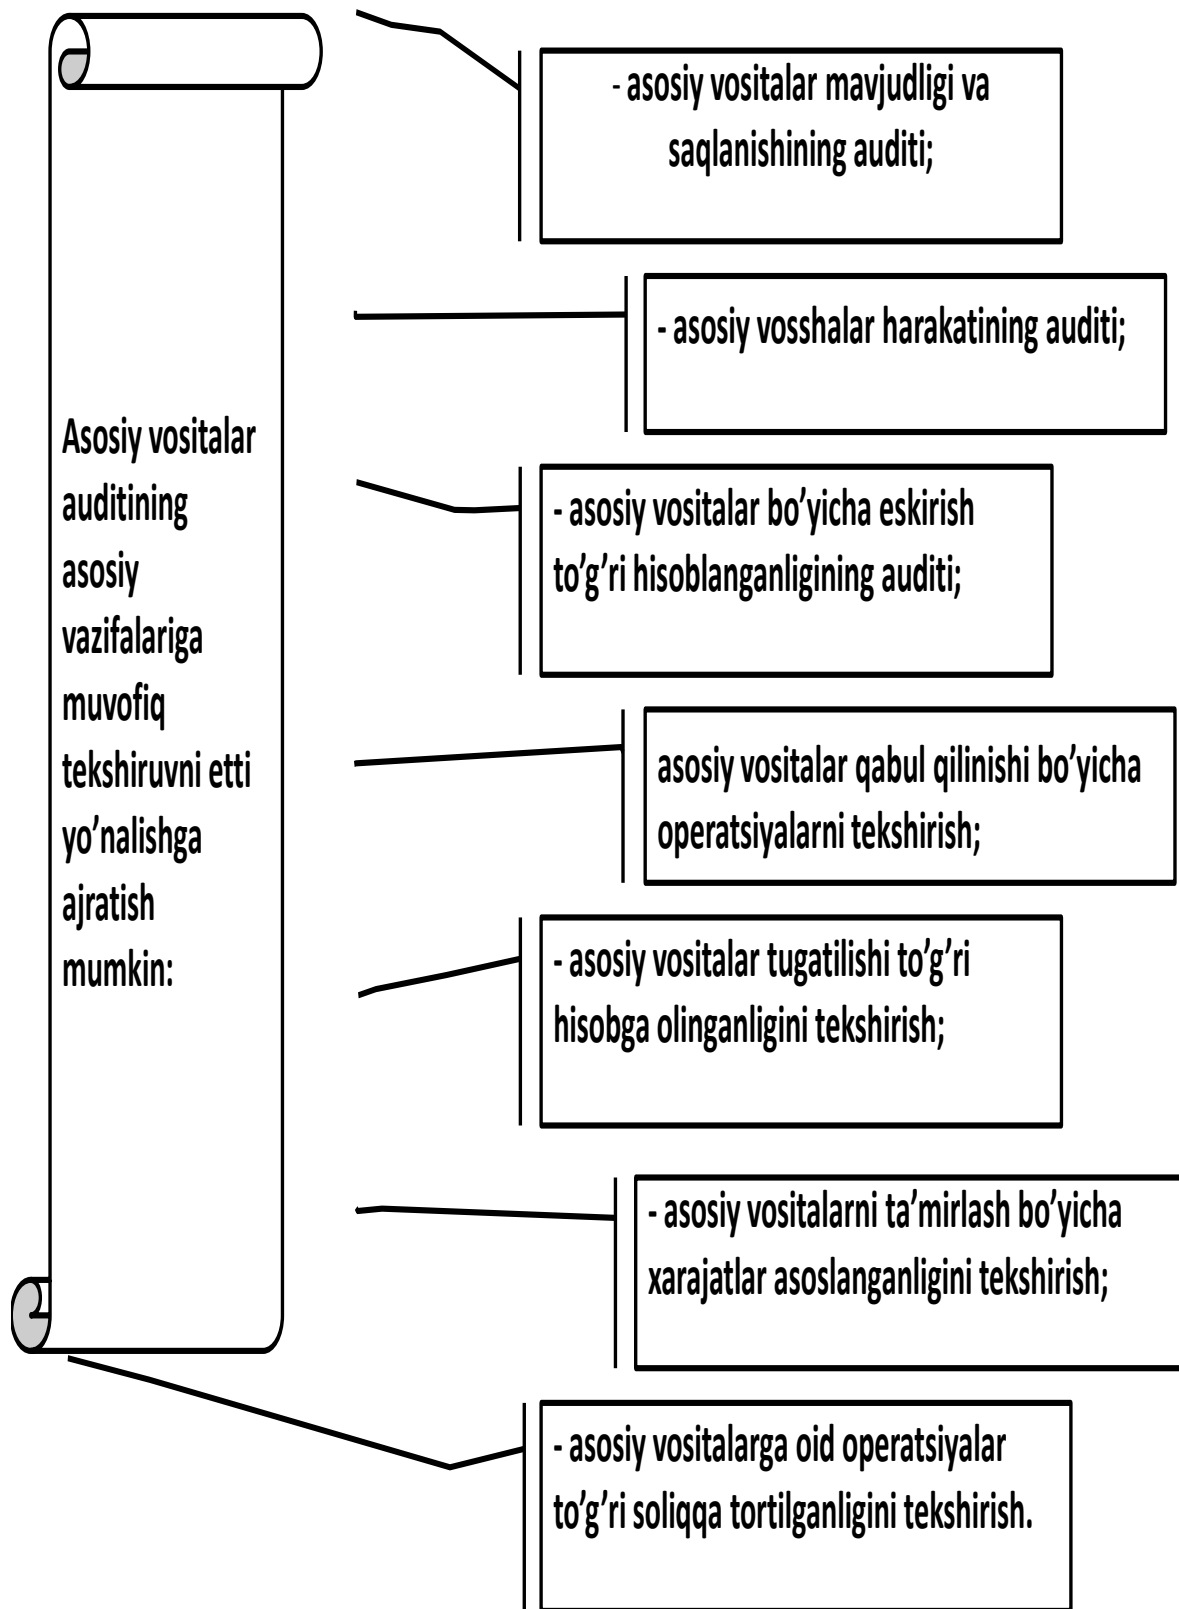 Asosiy vositalar
auditining
asosiy
vazifalariga
muvofiq
tekshiruvni etti
yo’nalishga
ajratish
mumkin:
- asosiy vositalar mavjudligi va
saqlanishining auditi;
- asosiy vosshalar harakatining auditi;
- asosiy vositalar bo’yicha eskirish
to’g’ri hisoblanganligining auditi;
asosiy vositalar qabul qilinishi bo’yicha
operatsiyalarni tekshirish;
- asosiy vositalar tugatilishi to’g’ri
hisobga olinganligini tekshirish;
- asosiy vositalarni ta’mirlash bo’yicha
xarajatlar asoslanganligini tekshirish;
- asosiy vositalarga oid operatsiyalar
to’g’ri soliqqa tortilganligini tekshirish.